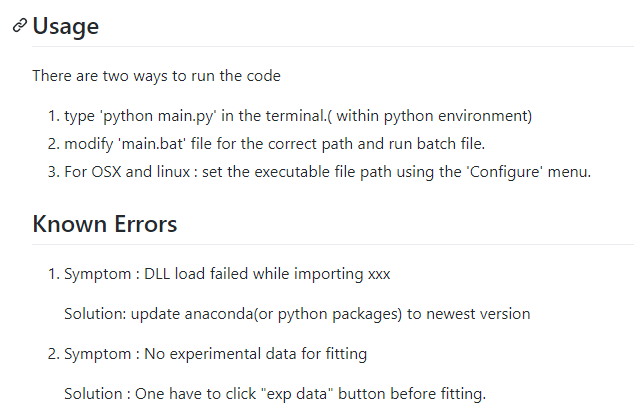 Usage
There are two ways to run the code
1. type 'python main.py' in the terminal.( within python environment)
2. modify 'main.bat' file for the correct path and run batch file.
3. For OSX and linux : set the executable file path using the 'Configure' menu.
Known Errors
1. Symptom : DLL load failed while importing xxx
Solution: update anaconda(or python packages) to newest version
2. Symptom : No experimental data for fitting
Solution : One have to click "exp data" button before fitting.